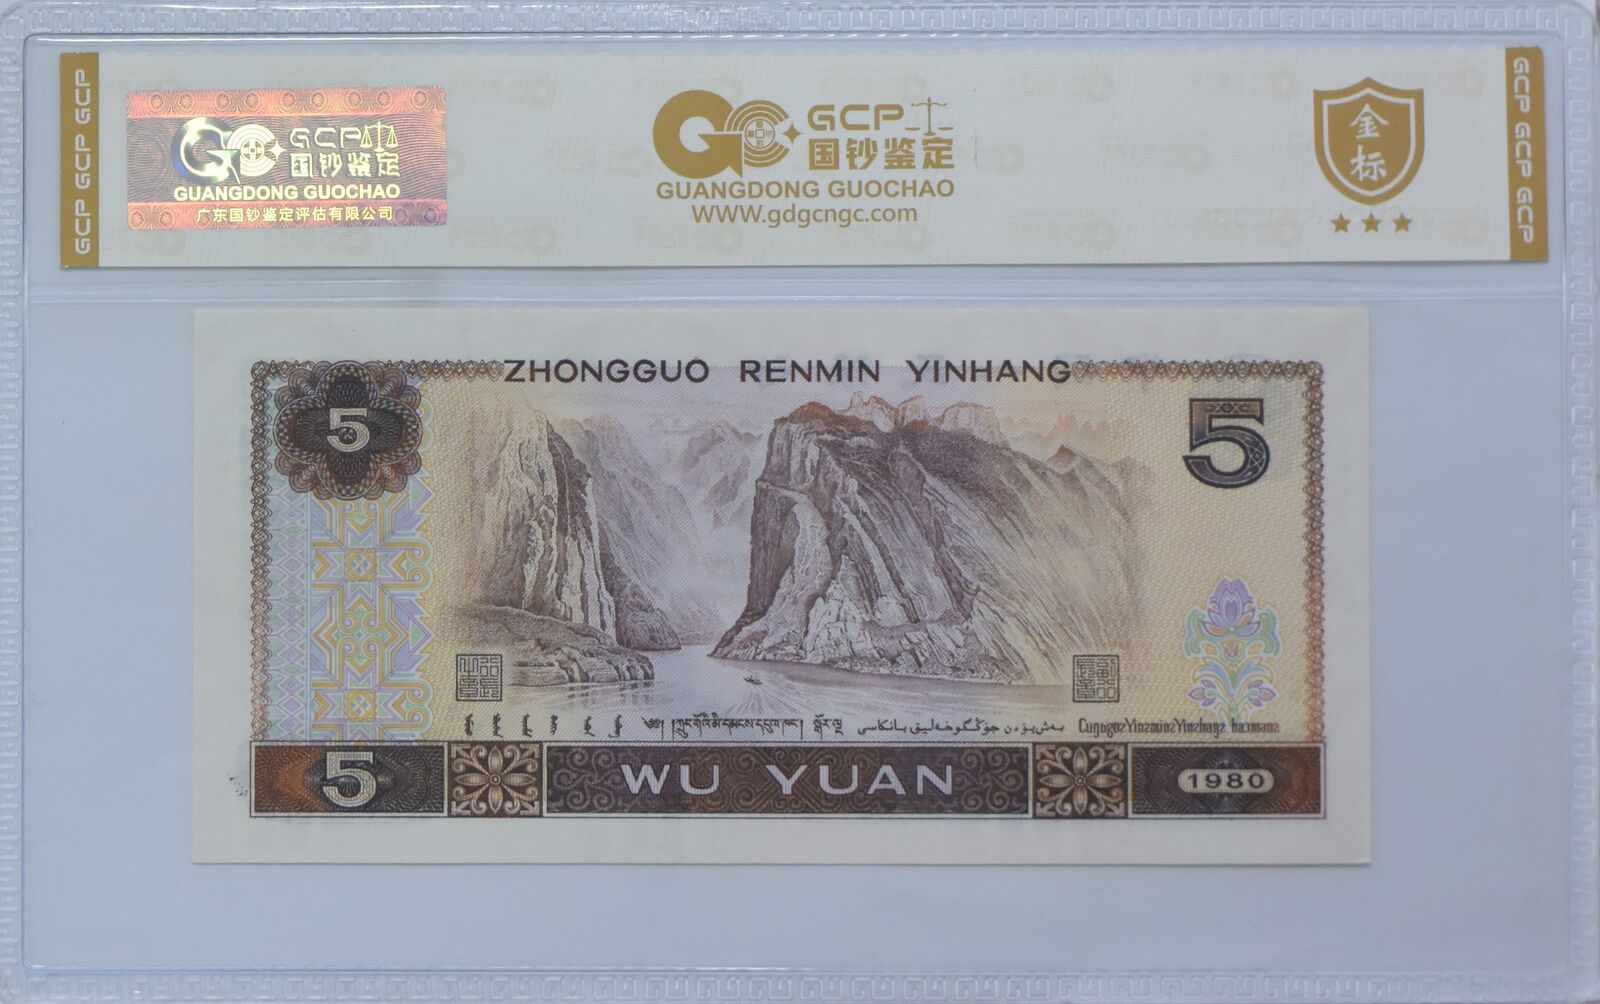 GCP GCP GCP
GCP
国钞鉴定
GUANGDONG GUOCHAO
广东国钞鉴定评估有限公司
GCP
国钞鉴定
GUANGDONG GUOCHAO
WWW.gdgcngc.com
金标
GCP GCP GCP
ZHONGGUO RENMIN YINHANG
5
5
5
WU YUAN
1980